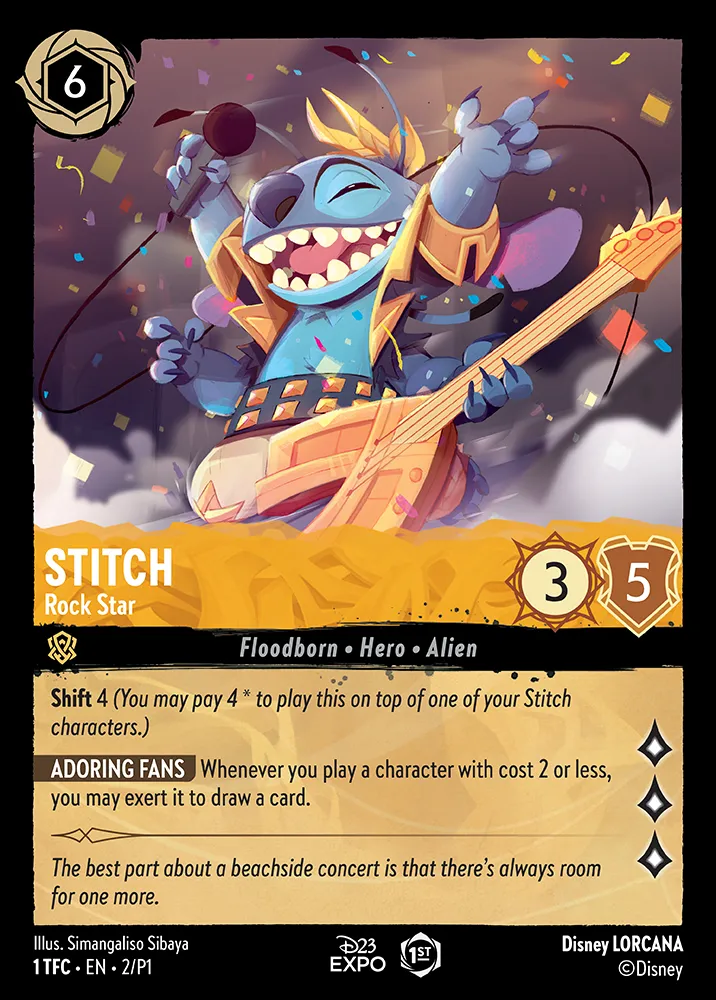 6
STITCH
Rock Star
3
5
Floodborn • Hero • Alien
Shift 4 (You may pay 4 * to play this on top of one of your Stitch
characters.)
ADORING FANS Whenever you play a character with cost 2 or less,
you may exert it to draw a card.
The best part about a beachside concert is that there's always room
for one more.
Illus. Simangaliso Sibaya
1 TFC • EN • 2/P1
D23
EXPO
1ST
Disney LORCANA
©Disney